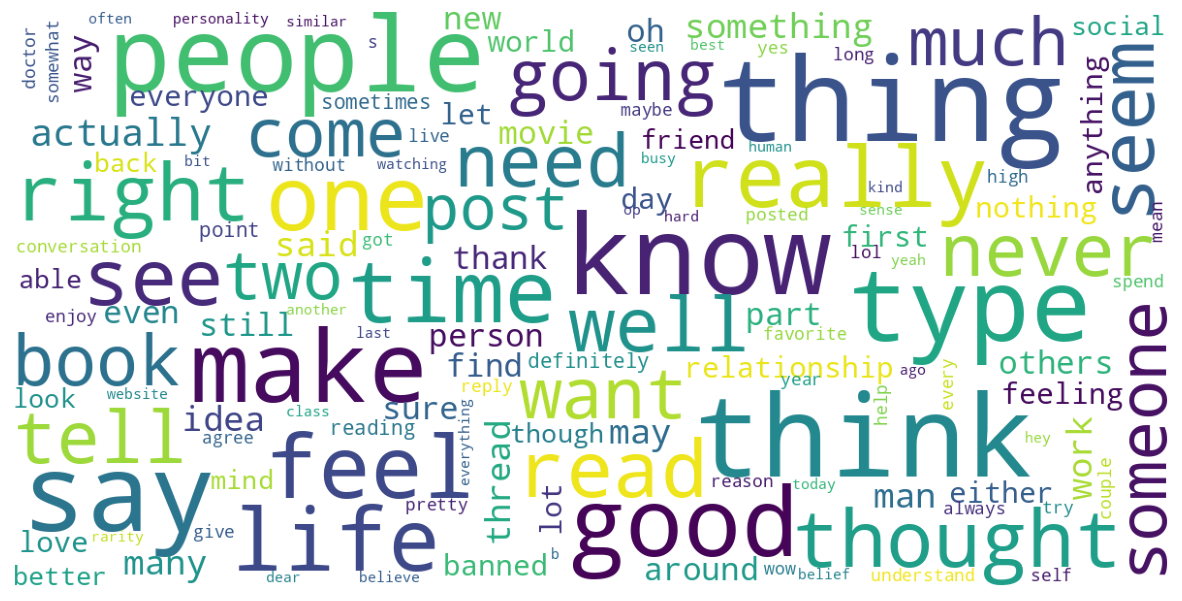 often personality similar new
people
s
oh something much social
doctor somewhat way
world seen best yes long
going thing
everyone sometimes let maybe
anything seem
actually come live movie friend human
back bit without watching need busy really kind high
right one post day op hard posted sense nothing
point said got mean
conversation know first never
able see two time thank lol yeah spend
type
enjoy even still another last person well part favorite others someone
book make find definitely relationship ago feeling
look website reply want year every
tell idea class sure everything though may think help hey
agree reading thread work couple
say mind feel pretty read reason today man either
lot good thought always try
love rarity give life
better many dear believe banned b around wow belief understand self